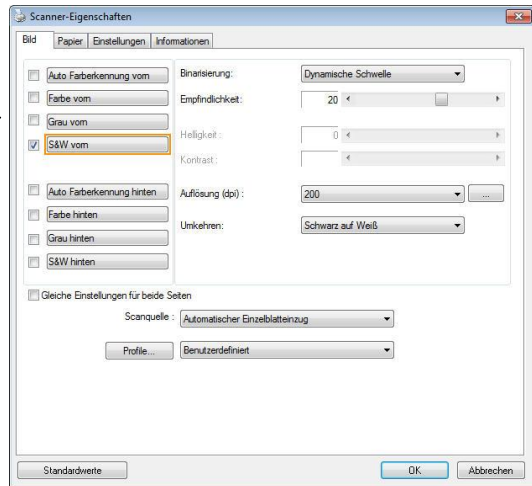 Scanner-Eigenschaften
Bild Papier Einstellungen Informationen
Auto Farberkennung vorn
Farbe vorn
Grau vorn
S&W vorn
Auto Farberkennung hinten
Farbe hinten
Grau hinten
S&W hinten
Binarisierung: Dynamische Schwelle
Empfindlichkeit: 20
Helligkeit : 0
Kontrast :
Auflösung (dpi) : 200 ...
Umkehren: Schwarz auf Weiß
Gleiche Einstellungen für beide Seiten
Scanquelle : Automatischer Einzelblatteinzug
Profile... Benutzerdefiniert
Standardwerte OK Abbrechen